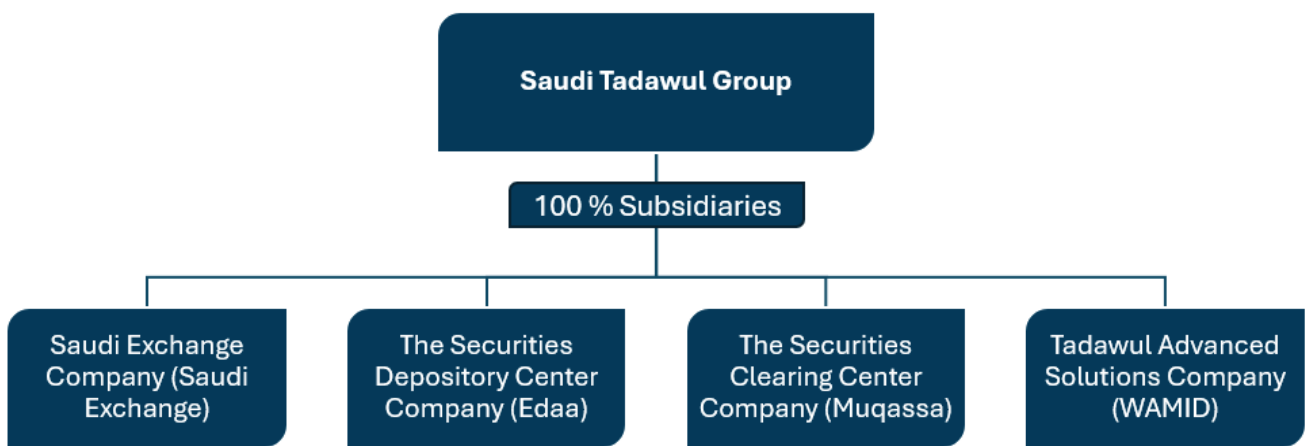 Saudi Tadawul Group
100 % Subsidiaries
Saudi Exchange
Company (Saudi
Exchange)
The Securities
Depository Center
Company (Edaa)
The Securities
Clearing Center
Company (Muqassa)
Tadawul Advanced
Solutions Company
(WAMID)